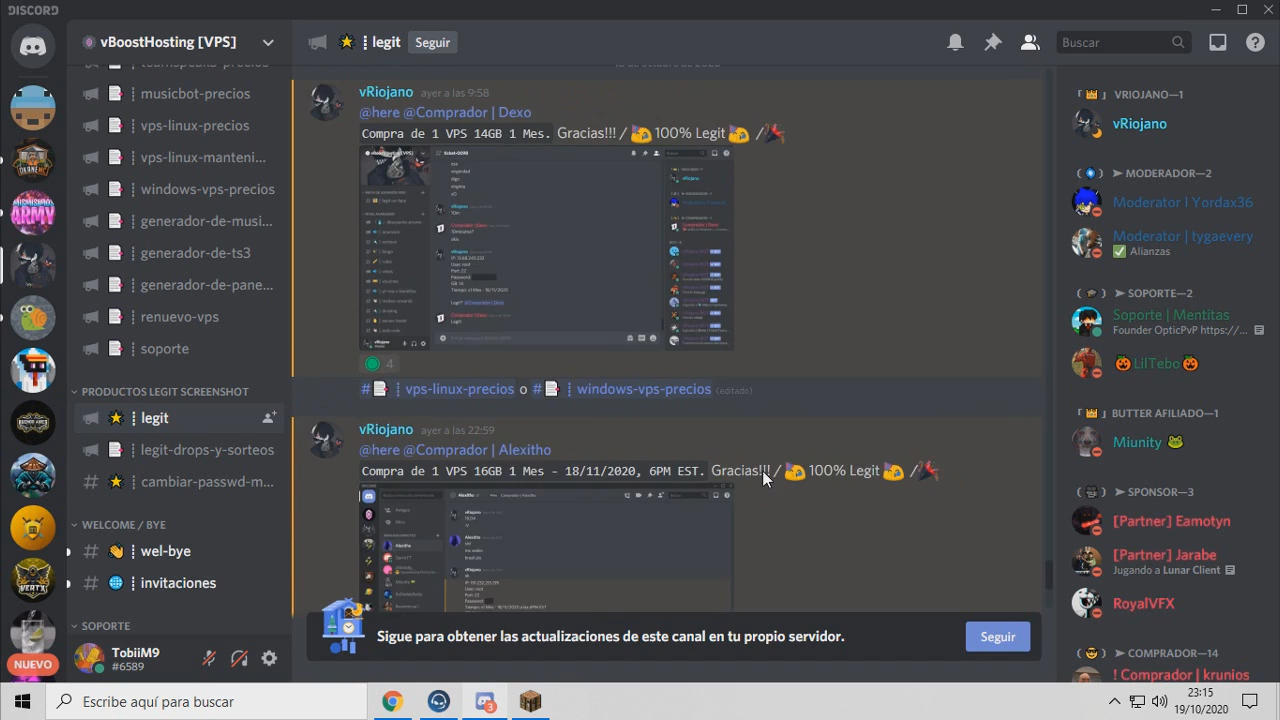 DISCORD
vBoostHosting [VPS]
musicbot-precios
vps-linux-precios
vps-linux-manteni...
windows-vps-precios
generador-de-musi...
generador-de-ts3
renuevo-vps
soporte
PRODUCTOS LEGIT SCREENSHOT
legit
legit-drops-y-sorteos
cambiar-passwd-m...
WELCOME / BYE
wel-bye
invitaciones
SOPORTE
NUEVO
TobiiM9
#6589
legit
Seguir
Buscar
vRiojano ayer a las 9:58
@here @Comprador | Dexo
Compra de 1 VPS 14GB 1 Mes. Gracias!!! / 100% Legit /
4
# vps-linux-precios o # windows-vps-precios (editado)
vRiojano ayer a las 22:59
@here @Comprador | Alexitho
Compra de 1 VPS 16GB 1 Mes - 18/11/2020, 6PM EST. Gracias!!! / 100% Legit /
Sigue para obtener las actualizaciones de este canal en tu propio servidor.
Seguir
VRIOJANO—1
vRiojano
MODERADOR—2
Moderator | Yordax36
Moderator | tygaevery
Alianzas
SOPORTE—2
Soporte | Mentitas
Founder OpticPvP https://...
LilTebo
BUTTER AFILIADO—1
Miunity
SPONSOR—3
[Partner] Eamotyn
[Partner] Jarabe
Jugando a Lunar Client
RoyalVFX
COMPRADOR—14
! Comprador | krunios
Escribe aquí para buscar
3
23:15
19/10/2020